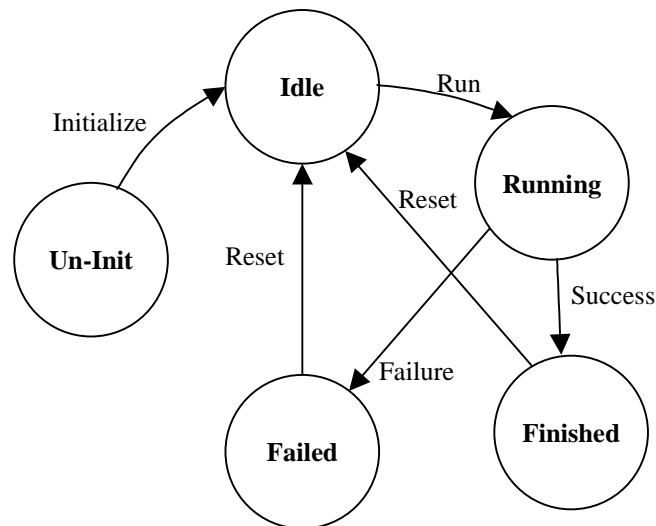 Idle
Run
Initialize
Running
Reset
Un-Init
Reset
Success
Failure
Finished
Failed